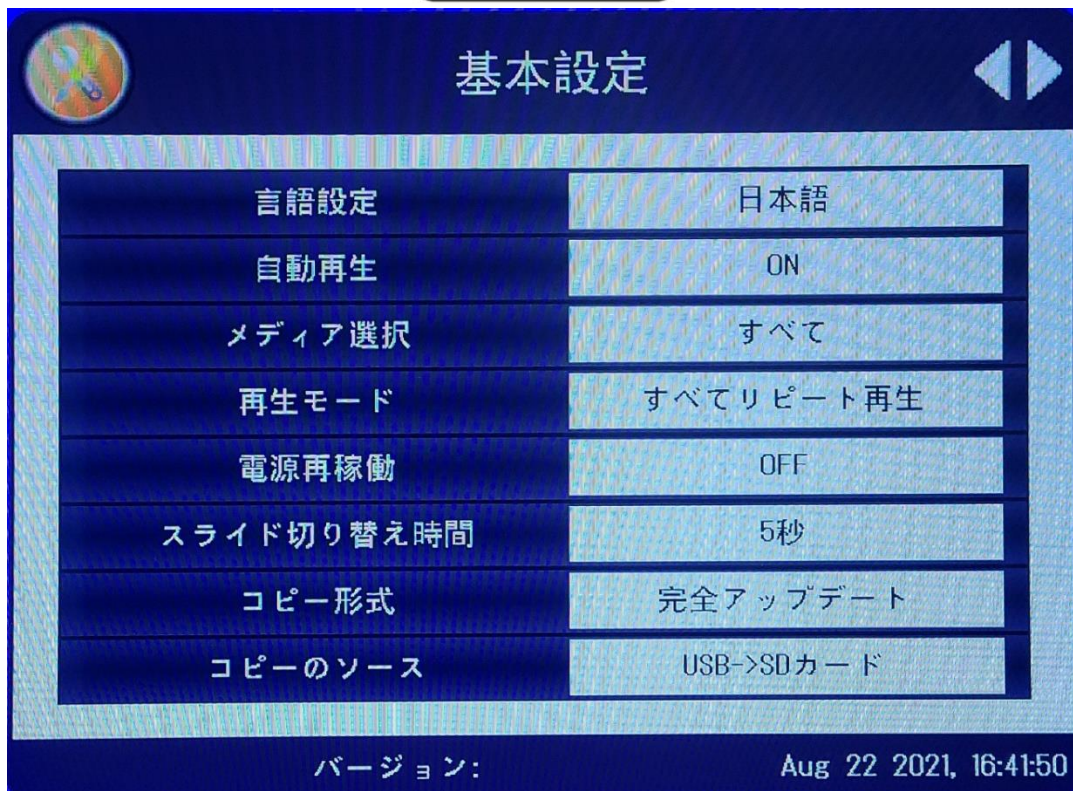 基本設定
言語設定 日本語
自動再生 ON
メディア選択 すべて
再生モード すべてリピート再生
電源再稼働 OFF
スライド切り替え時間 5秒
コピー形式 完全アップデート
コピーのソース USB->SDカード
バージョン: Aug 22 2021, 16:41:50